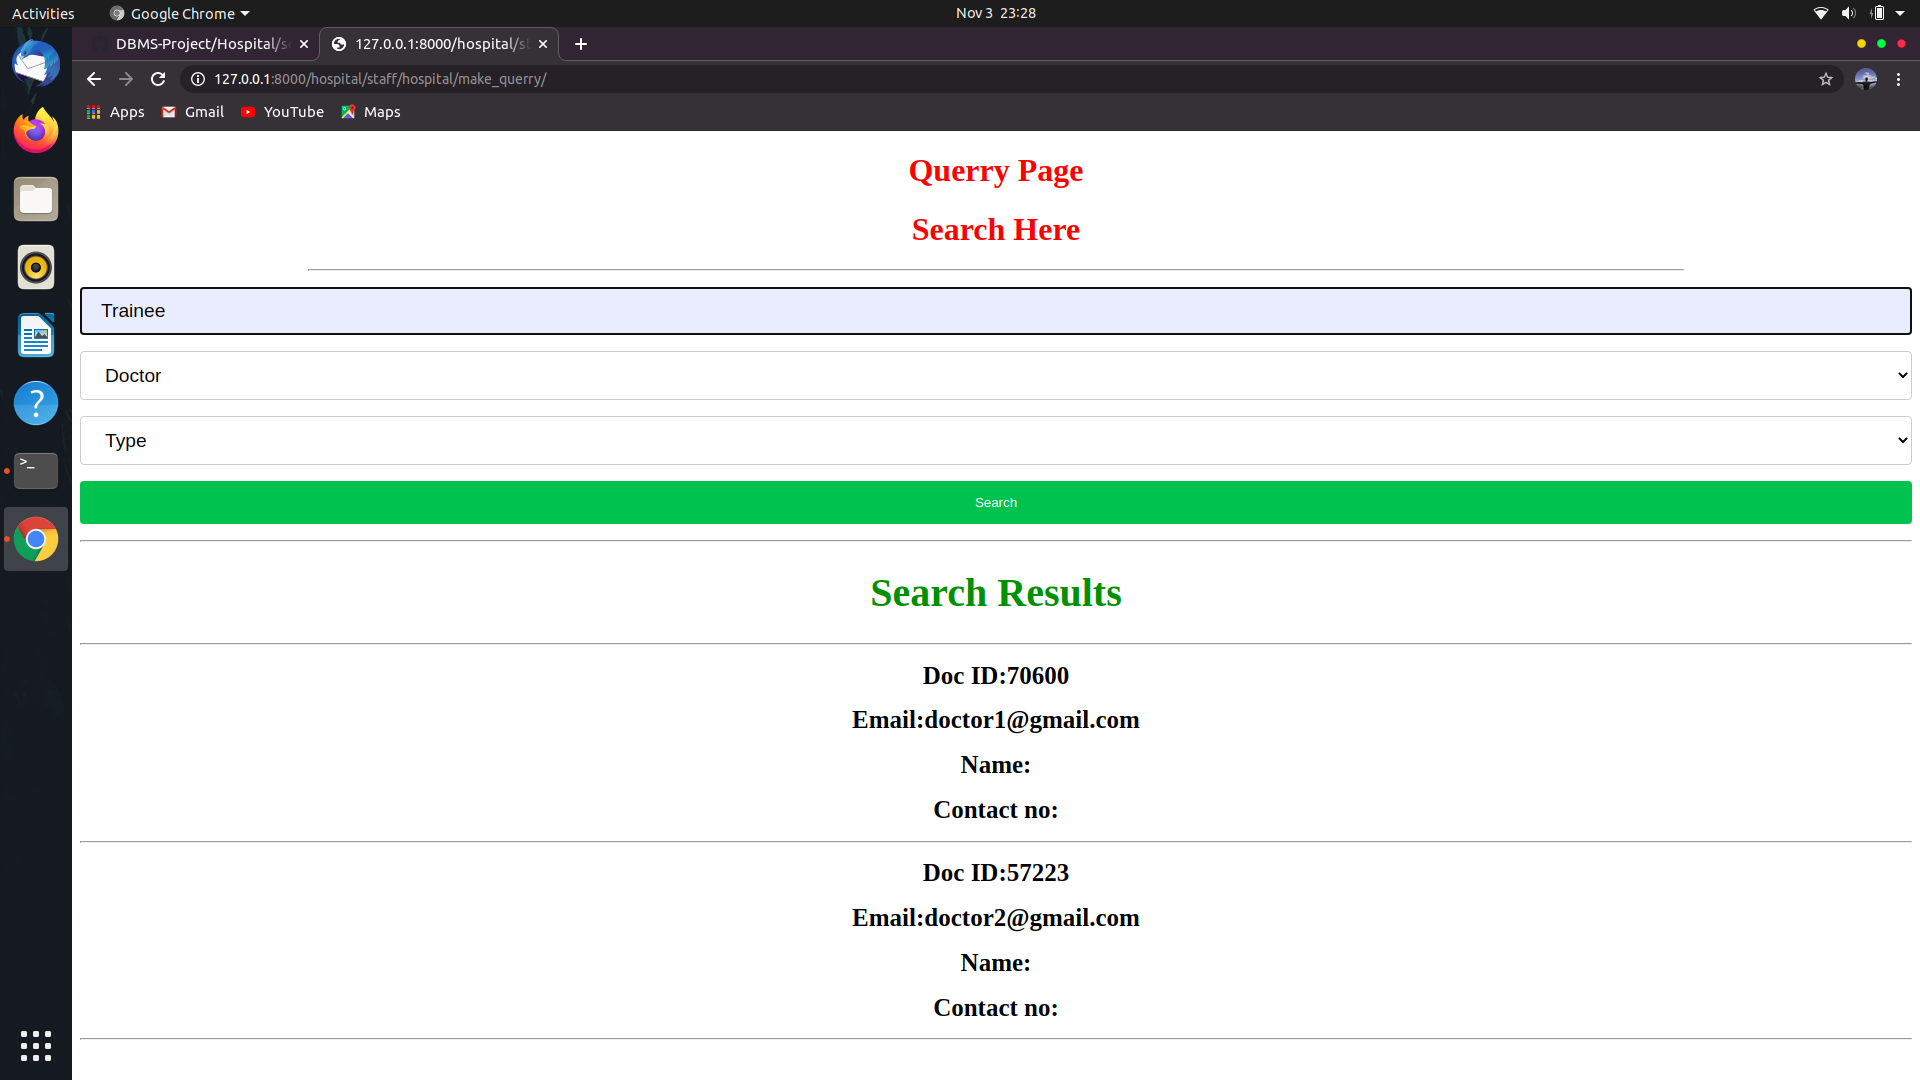 Activities
Google Chrome
Nov 3 23:28
DBMS-Project/Hospital/s
127.0.0.1:8000/hospital/st
127.0.0.1:8000/hospital/staff/hospital/make_querry/
Apps
Gmail
YouTube
Maps
Querry Page
Search Here
Trainee
Doctor
Type
Search
Search Results
Doc ID:70600
Email:doctor1@gmail.com
Name:
Contact no:
Doc ID:57223
Email:doctor2@gmail.com
Name:
Contact no: